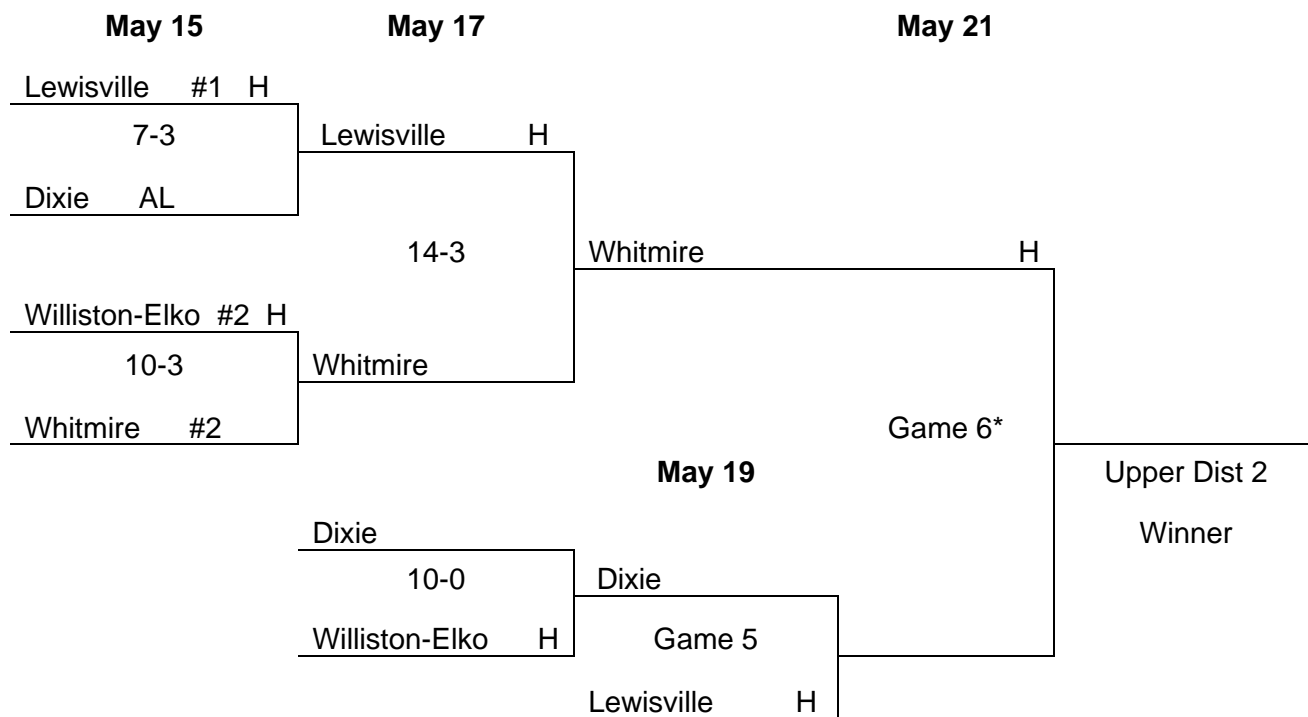 May 15 May 17 May 21
Lewisville #1 H
7-3 Lewisville H
Dixie AL
14-3 Whitmire H
Williston-Elko #2 H
10-3 Whitmire
Whitmire #2 Game 6*
May 19 Upper Dist 2
Dixie Winner
10-0 Dixie
Williston-Elko H Game 5
Lewisville H